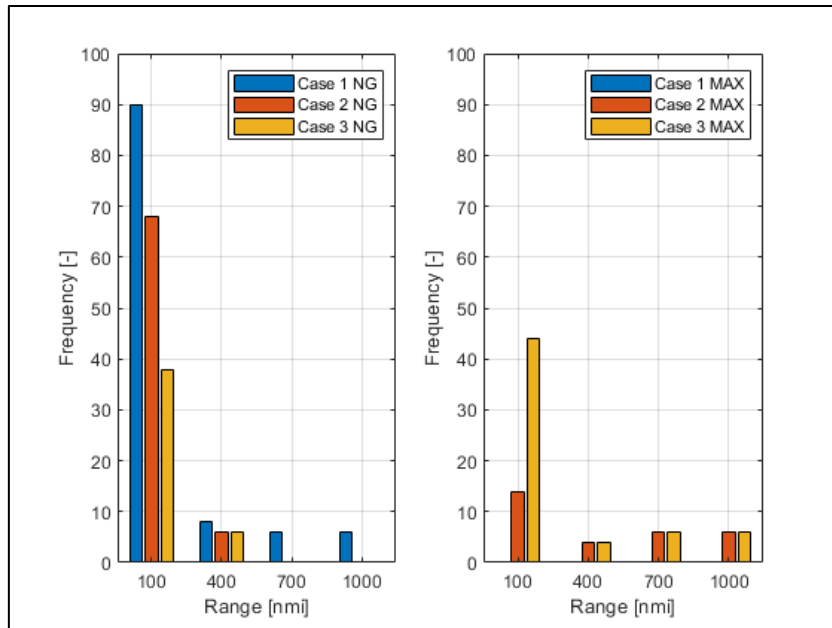 100
90
80
70
60
50
40
30
20
10
0
Frequency [-]
100 400 700 1000
Range [nmi]
Case 1 NG
Case 2 NG
Case 3 NG
100
90
80
70
60
50
40
30
20
10
0
Frequency [-]
100 400 700 1000
Range [nmi]
Case 1 MAX
Case 2 MAX
Case 3 MAX